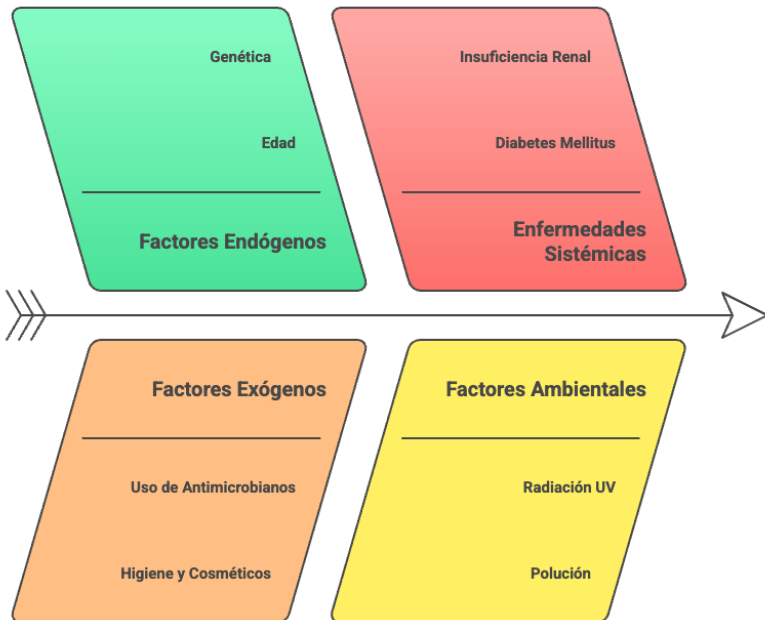 Genética
Edad
Factores Endógenos
Insuficiencia Renal
Diabetes Mellitus
Enfermedades
Sistémicas
Factores Exógenos
Uso de Antimicrobianos
Higiene y Cosméticos
Factores Ambientales
Radiación UV
Polución